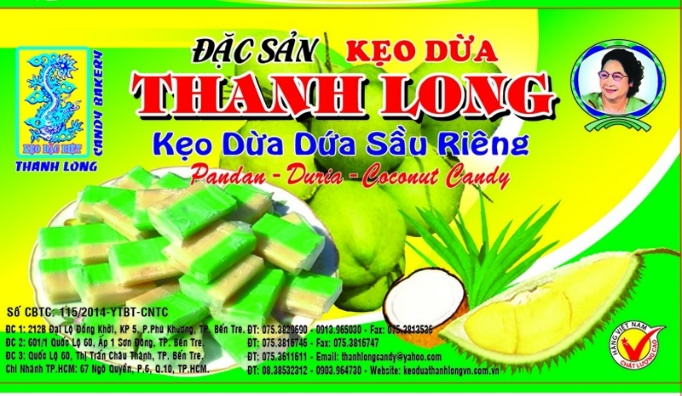 ĐẶC SẢN KẸO DỪA
THANH LONG
Kẹo Dừa Dứa Sầu Riêng
Pandan - Duria - Coconut Candy
KẸO ĐẶC BIỆT
THANH LONG
CANDY BAKERY
Số CBTC: 115/2014-YTBT-CNTC
ĐC 1: 212B Đại Lộ Đồng Khởi, KP 5, P.Phú Khương, TP. Bến Tre. ĐT: 075.3829590 - 0913.965030 - Fax: 075.3813536
ĐC 2: 601/1 Quốc Lộ 60, Ấp 1 Sơn Đông, TP. Bến Tre. ĐT: 075.3816745 - Fax: 075.3816747
ĐC 3: Quốc Lộ 60, Thị Trấn Châu Thành, TP. Bến Tre. ĐT: 075.3611611 - Email: thanhlongcandy@yahoo.com
Chi Nhánh TP.HCM: 67 Ngô Quyền, P.6, Q.10, TP.HCM. ĐT: 08.38532312 - 0903.964730 - Website: keoduathanhlongvn.com.vn
HÀNG VIỆT NAM
CHẤT LƯỢNG CAO